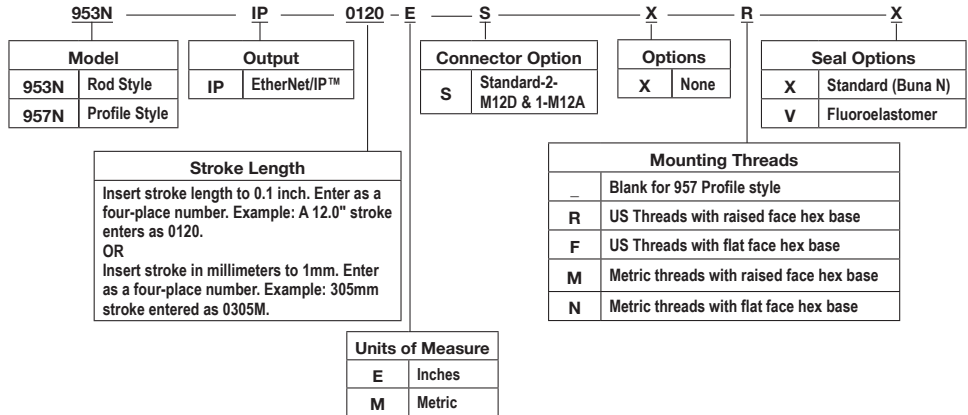 953N IP 0120 - E S X R X
Model
953N Rod Style
957N Profile Style
Output
IP EtherNet/IP™
Connector Option
S Standard-2-
M12D & 1-M12A
Options
X None
Seal Options
X Standard (Buna N)
V Fluoroelastomer
Stroke Length
Insert stroke length to 0.1 inch. Enter as a
four-place number. Example: A 12.0" stroke
enters as 0120.
OR
Insert stroke in millimeters to 1mm. Enter
as a four-place number. Example: 305mm
stroke entered as 0305M.
Mounting Threads
_ Blank for 957 Profile style
R US Threads with raised face hex base
F US Threads with flat face hex base
M Metric threads with raised face hex base
N Metric threads with flat face hex base
Units of Measure
E Inches
M Metric